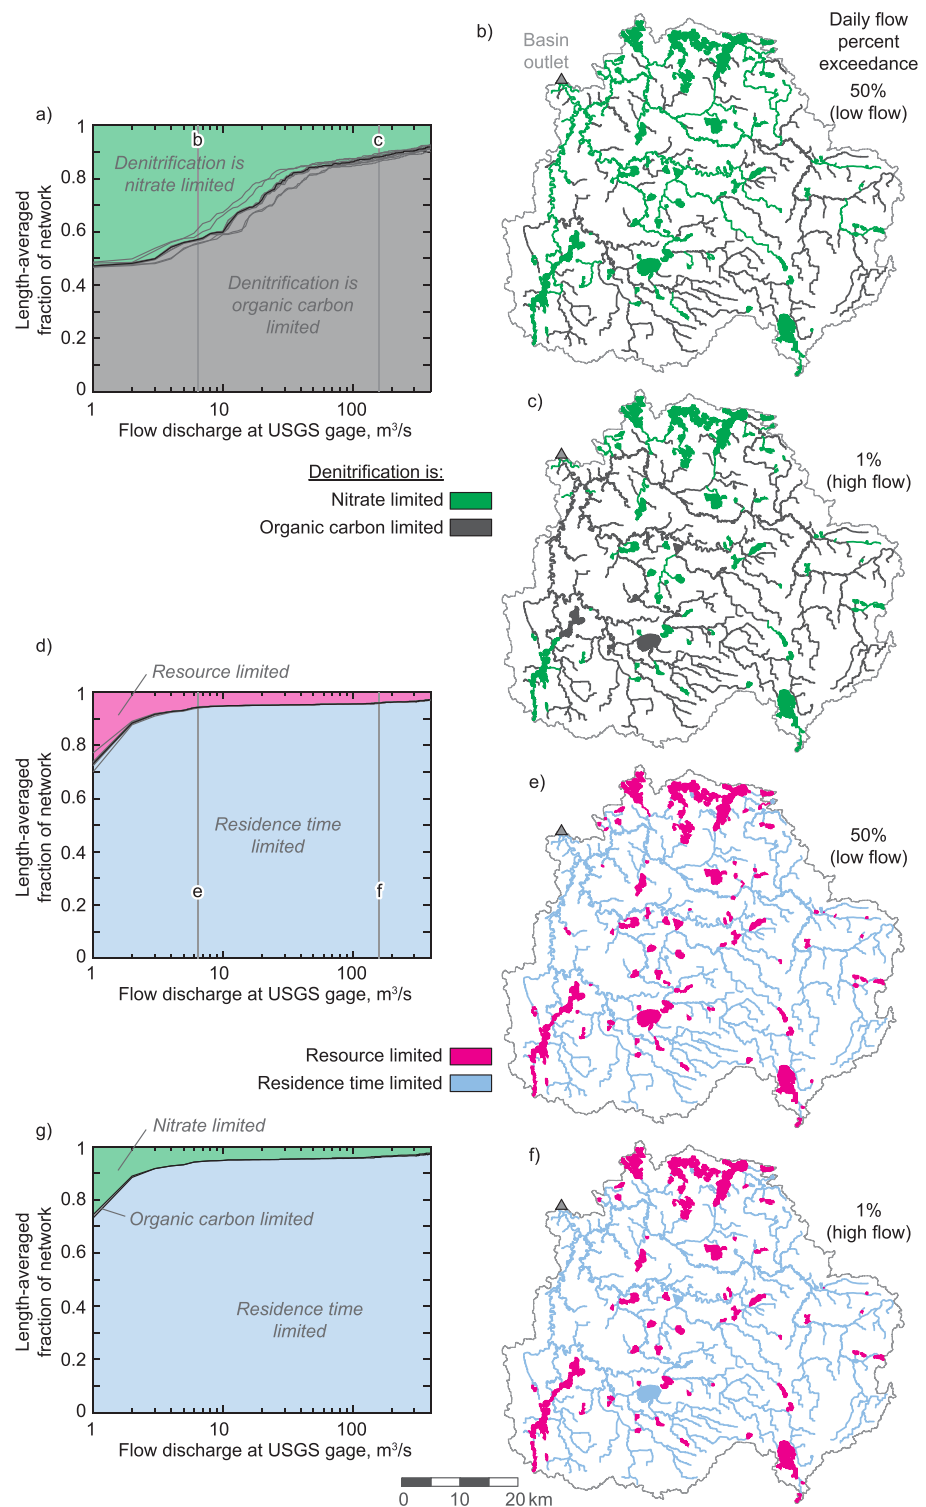 a)
1
0.8
0.6
0.4
0.2
0
Length-averaged
fraction of network
b
c
Denitrification is
nitrate limited
Denitrification is
organic carbon
limited
1
10
100
Flow discharge at USGS gage, m³/s
Denitrification is:
Nitrate limited
Organic carbon limited
b)
Basin
outlet
Daily flow
percent
exceedance
50%
(low flow)
c)
1%
(high flow)
d)
Resource limited
1
0.8
0.6
0.4
0.2
0
Length-averaged
fraction of network
Residence time
limited
e
f
1
10
100
Flow discharge at USGS gage, m³/s
Resource limited
Residence time limited
e)
50%
(low flow)
g)
Nitrate limited
1
0.8
0.6
0.4
0.2
0
Length-averaged
fraction of network
Organic carbon limited
Residence time
limited
1
10
100
Flow discharge at USGS gage, m³/s
f)
1%
(high flow)
0 10 20 km